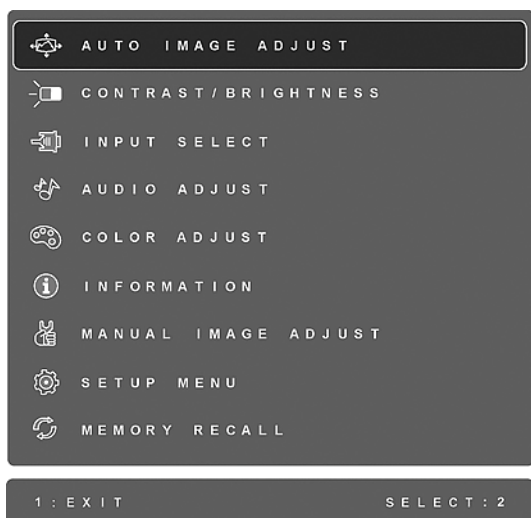 AUTO IMAGE ADJUST
CONTRAST/BRIGHTNESS
INPUT SELECT
AUDIO ADJUST
COLOR ADJUST
INFORMATION
MANUAL IMAGE ADJUST
SETUP MENU
MEMORY RECALL
1:EXIT SELECT:2